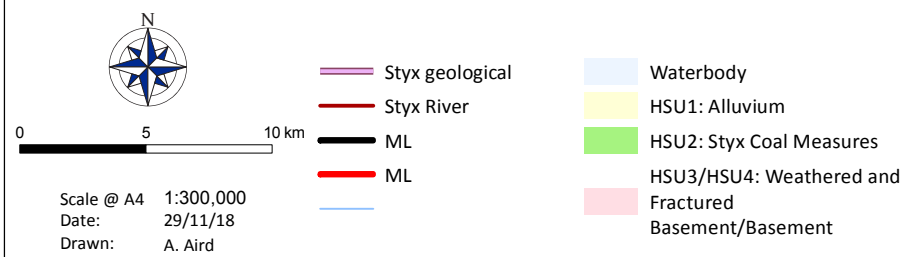 N
0 5 10 km
Scale @ A4 1:300,000
Date: 29/11/18
Drawn: A. Aird
Styx geological
Styx River
ML
ML
Waterbody
HSU1: Alluvium
HSU2: Styx Coal Measures
HSU3/HSU4: Weathered and
Fractured
Basement/Basement